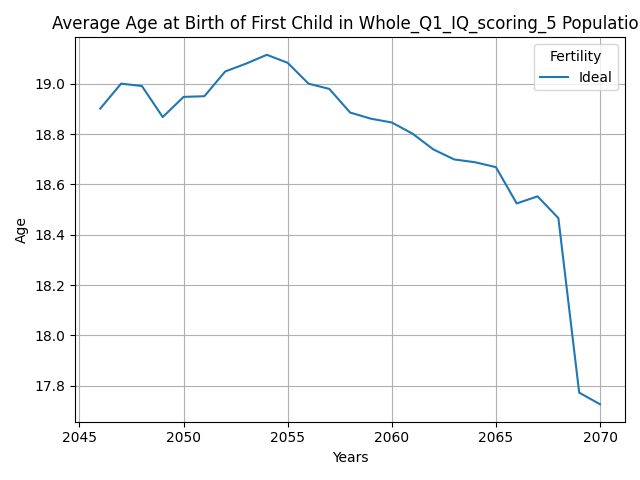 Average Age at Birth of First Child in Whole_Q1_IQ_scoring_5 Populatio
Fertility
Ideal
19.0
18.8
18.6
18.4
18.2
18.0
17.8
Age
2045 2050 2055 2060 2065 2070
Years